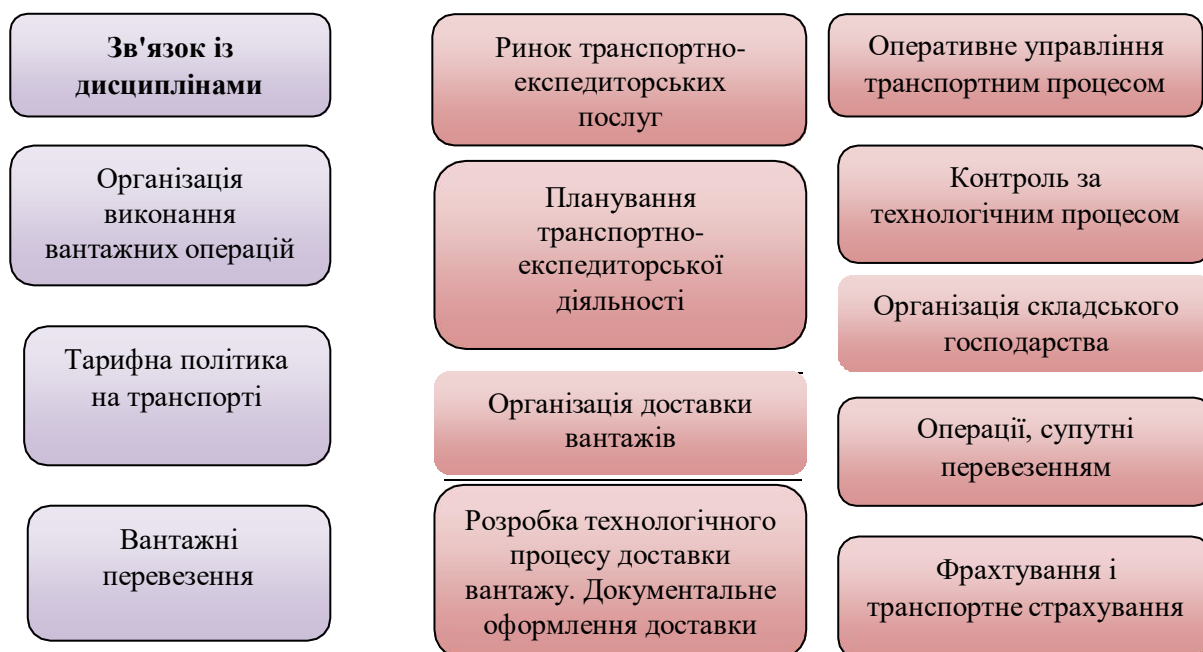 Зв'язок із
дисциплінами
Організація
виконання
вантажних операцій
Тарифна політика
на транспорті
Вантажні
перевезення
Ринок транспортно-
експедиторських
послуг
Планування
транспортно-
експедиторської
діяльності
Організація доставки
вантажів
Розробка технологічного
процесу доставки
вантажу. Документальне
оформлення доставки
Оперативне управління
транспортним процесом
Контроль за
технологічним процесом
Організація складського
господарства
Операції, супутні
перевезенням
Фрахтування і
транспортне страхування